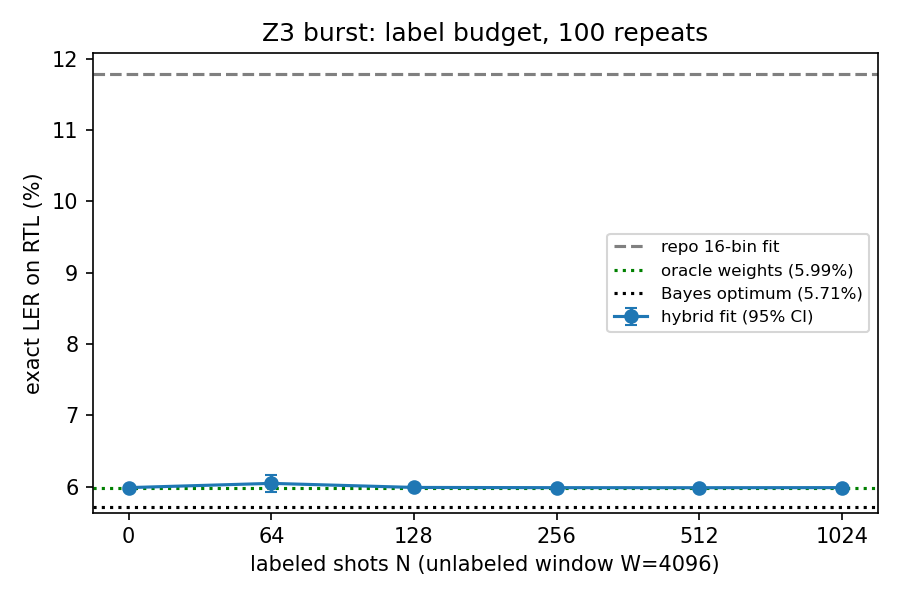 Z3 burst: label budget, 100 repeats
exact LER on RTL (%)
12
11
10
9
8
7
6
repo 16-bin fit
oracle weights (5.99%)
Bayes optimum (5.71%)
hybrid fit (95% CI)
0 64 128 256 512 1024
labeled shots N (unlabeled window W=4096)